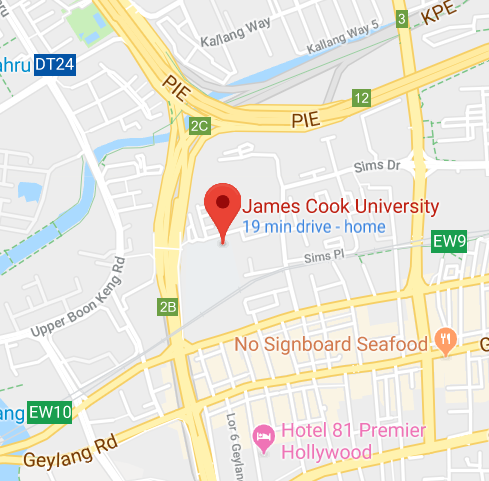 3
KPE
Kallang Way
Kallang Way 5
ahru
DT24
PIE
12
2C
PIE
Sims Dr
James Cook University
19 min drive - home
EW9
Sims Pl
Upper Boon Keng Rd
2B
No Signboard Seafood
G
ang
EW10
Geylang Rd
Lor 6 Geylang
Hotel 81 Premier
Hollywood